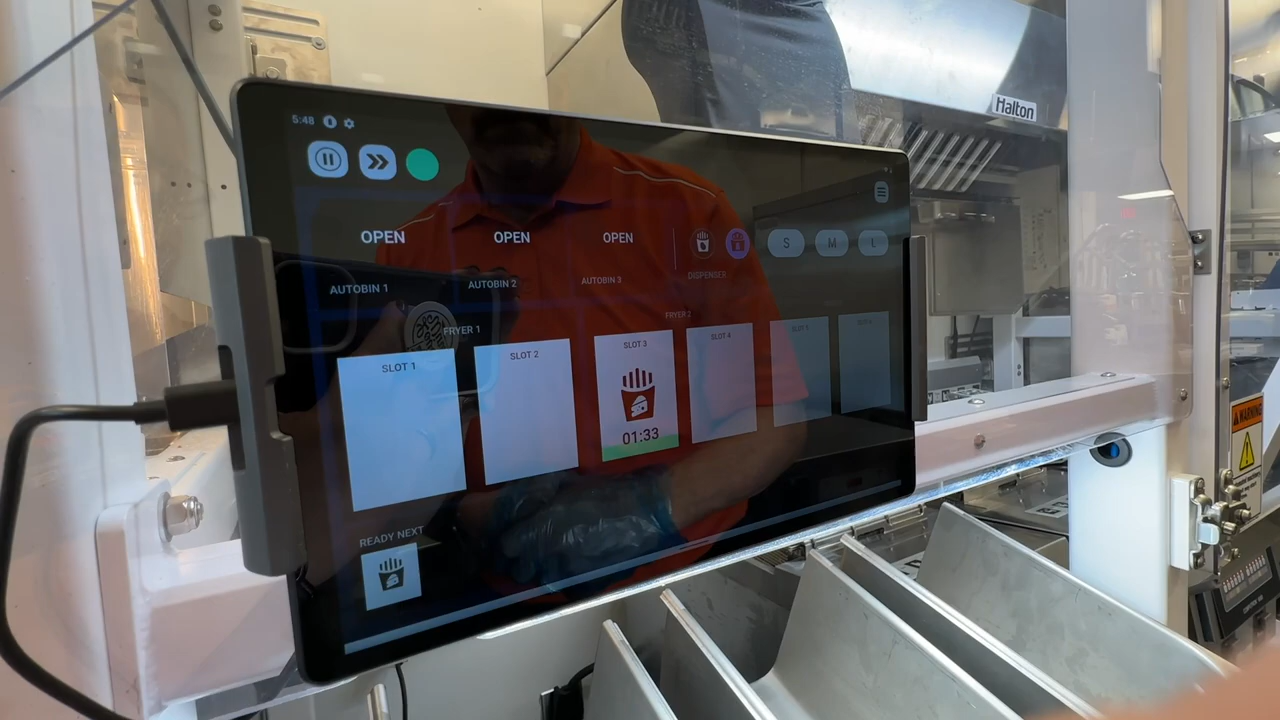 Halton
5:48
OPEN
OPEN
OPEN
S
M
L
AUTOBIN 1
AUTOBIN 2
AUTOBIN 3
DISPENSER
FRYER 1
FRYER 2
SLOT 1
SLOT 2
SLOT 3
SLOT 4
01:33
READY NEXT
WARNING